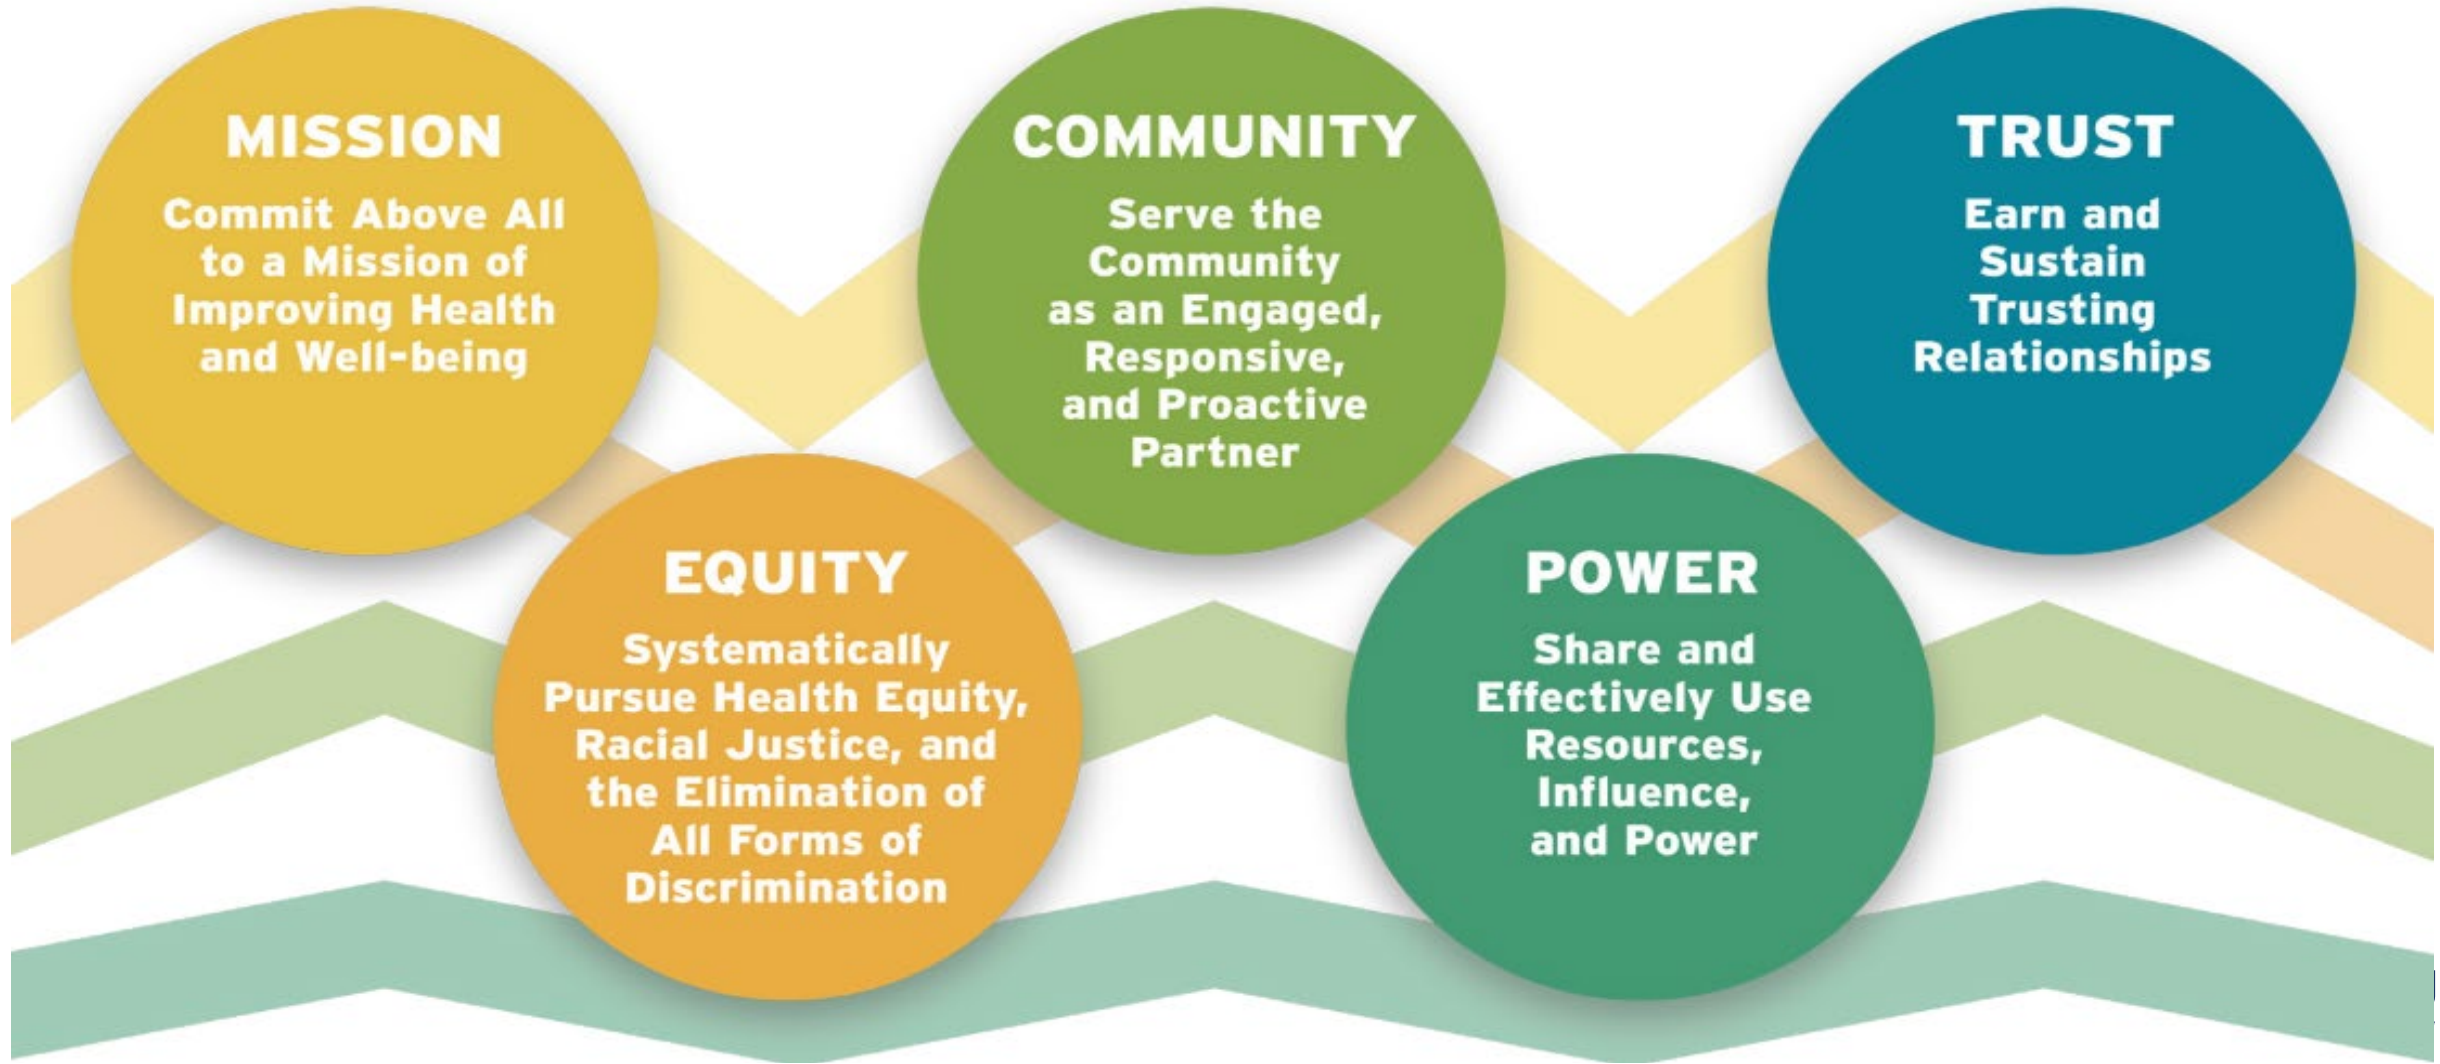 MISSION
Commit Above All
to a Mission of
Improving Health
and Well-being
EQUITY
Systematically
Pursue Health Equity,
Racial Justice, and
the Elimination of
All Forms of
Discrimination
COMMUNITY
Serve the
Community
as an Engaged,
Responsive,
and Proactive
Partner
POWER
Share and
Effectively Use
Resources,
Influence,
and Power
TRUST
Earn and
Sustain
Trusting
Relationships